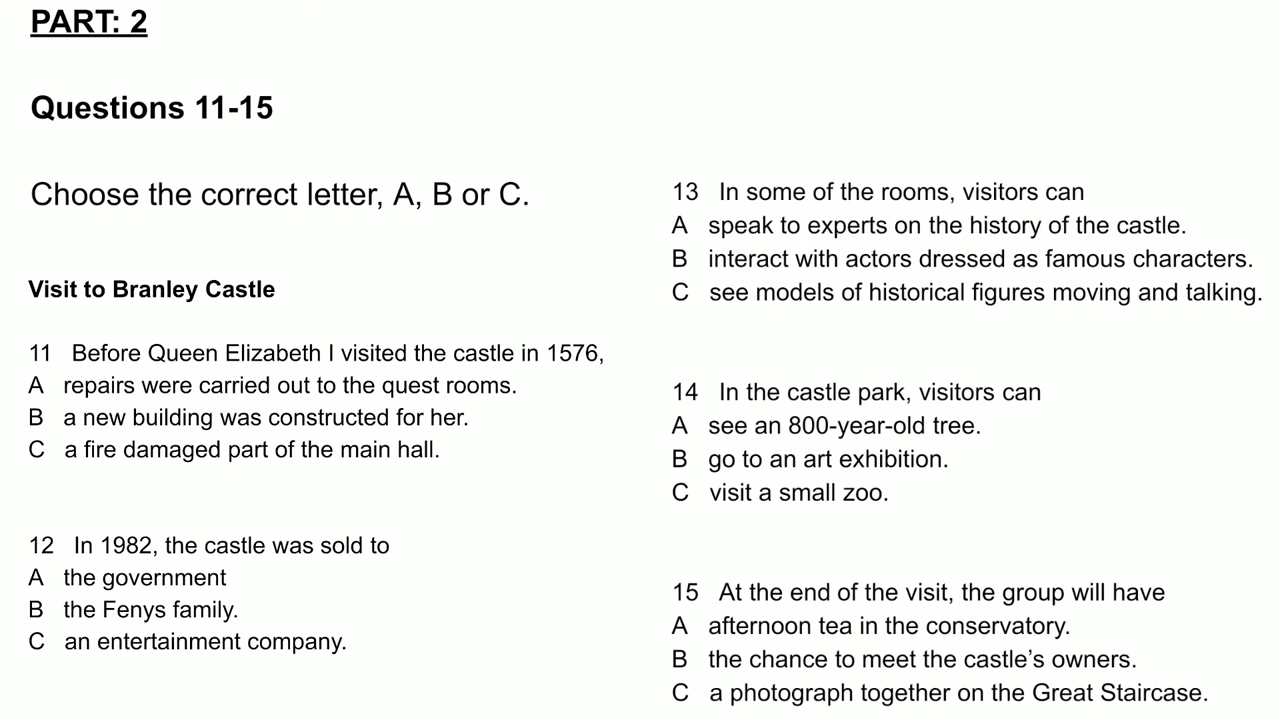 PART: 2
Questions 11-15
Choose the correct letter, A, B or C.
Visit to Branley Castle
11 Before Queen Elizabeth I visited the castle in 1576,
A repairs were carried out to the quest rooms.
B a new building was constructed for her.
C a fire damaged part of the main hall.
12 In 1982, the castle was sold to
A the government
B the Fenys family.
C an entertainment company.
13 In some of the rooms, visitors can
A speak to experts on the history of the castle.
B interact with actors dressed as famous characters.
C see models of historical figures moving and talking.
14 In the castle park, visitors can
A see an 800-year-old tree.
B go to an art exhibition.
C visit a small zoo.
15 At the end of the visit, the group will have
A afternoon tea in the conservatory.
B the chance to meet the castle’s owners.
C a photograph together on the Great Staircase.